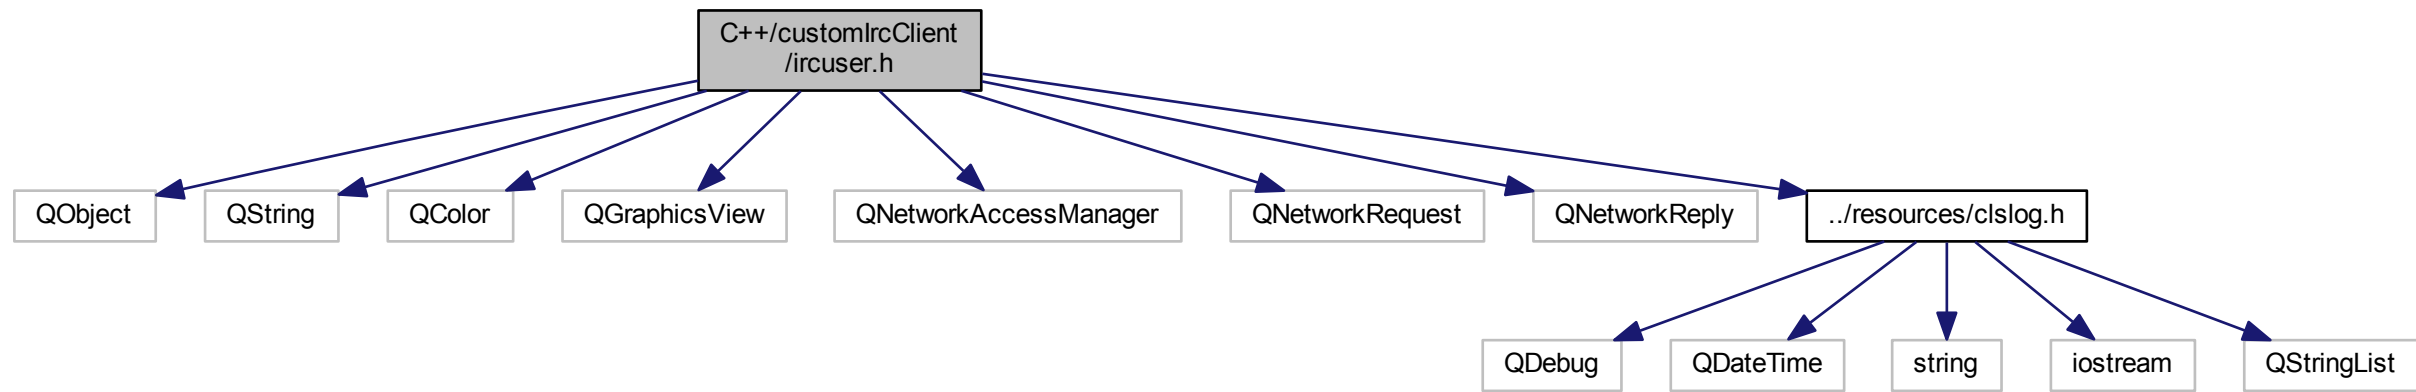 C++/customIrcClient
/ircuser.h
QObject
QString
QColor
QGraphicsView
QNetworkAccessManager
QNetworkRequest
QNetworkReply
../resources/clslog.h
QDebug
QDateTime
string
iostream
QStringList